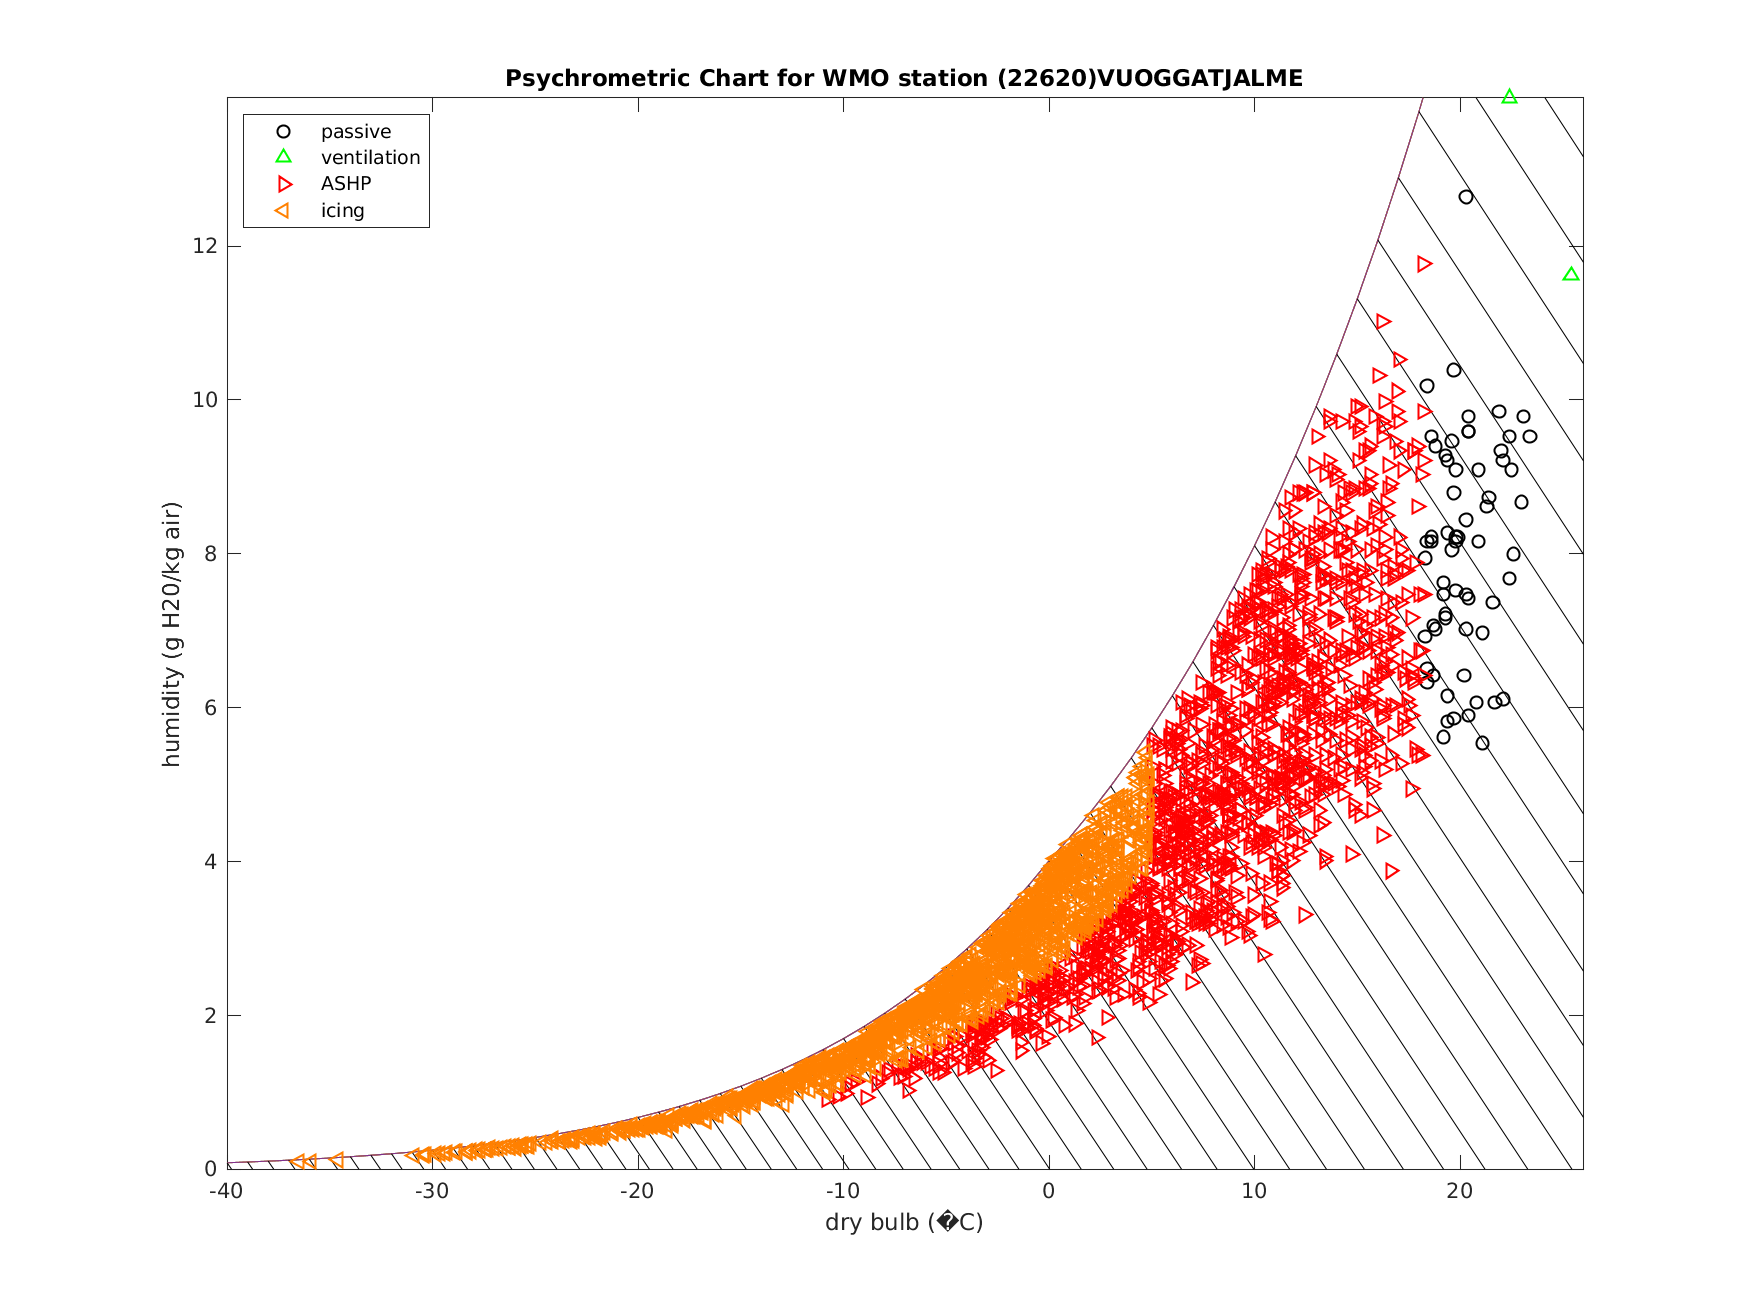 Psychrometric Chart for WMO station (22620)VUOGGATJALME
passive
ventilation
ASHP
icing
humidity (g H20/kg air)
12
10
8
6
4
2
0
-40 -30 -20 -10 0 10 20
dry bulb (�C)